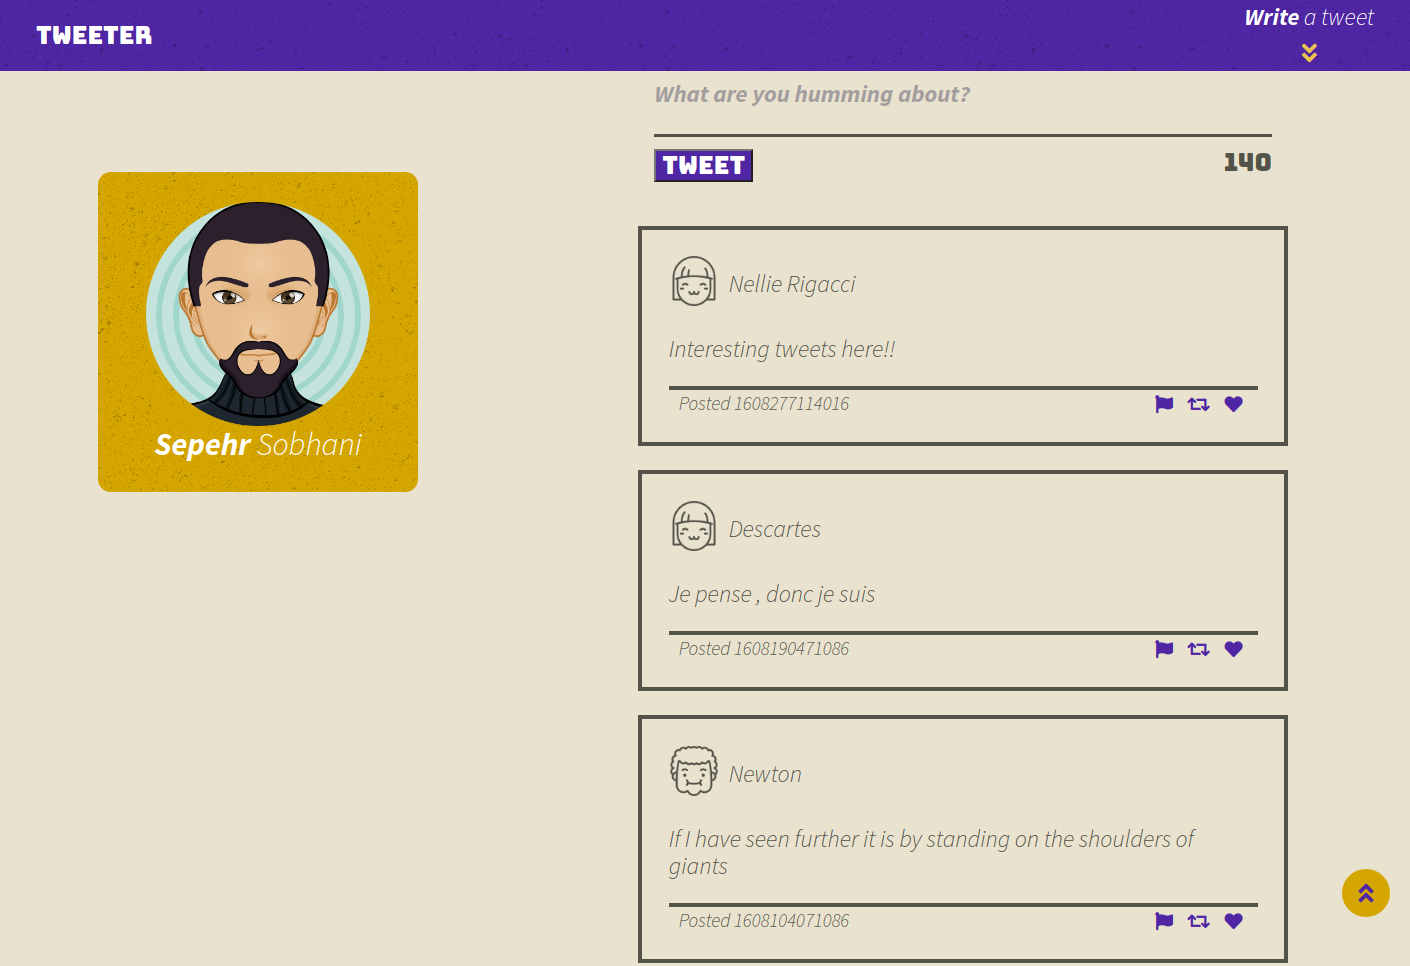 TWEETER
Write a tweet
What are you humming about?
TWEET
140
Sepehr Sobhani
Nellie Rigacci
Interesting tweets here!!
Posted 1608277114016
Descartes
Je pense , donc je suis
Posted 1608190471086
Newton
If I have seen further it is by standing on the shoulders of
giants
Posted 1608104071086